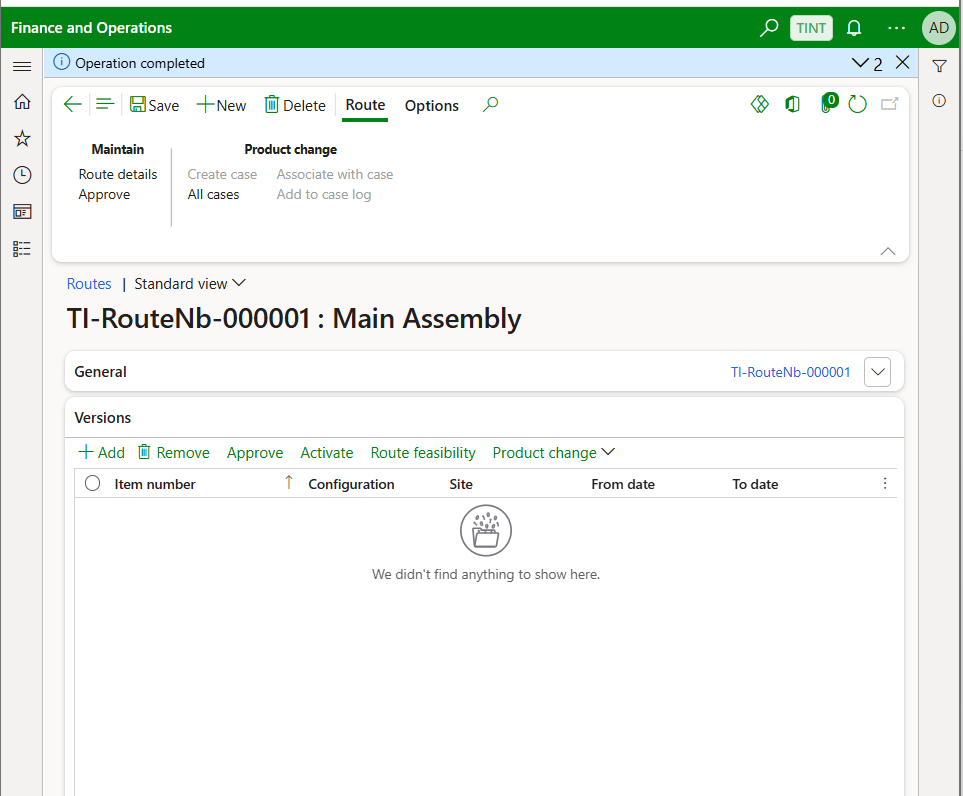 Finance and Operations TINT AD
Operation completed 2
Save New Delete Route Options 0
Maintain Product change
Route details Create case Associate with case
Approve All cases Add to case log
Routes | Standard view
TI-RouteNb-000001 : Main Assembly
General TI-RouteNb-000001
Versions
+ Add Remove Approve Activate Route feasibility Product change
Item number ↑ Configuration Site From date To date
We didn't find anything to show here.